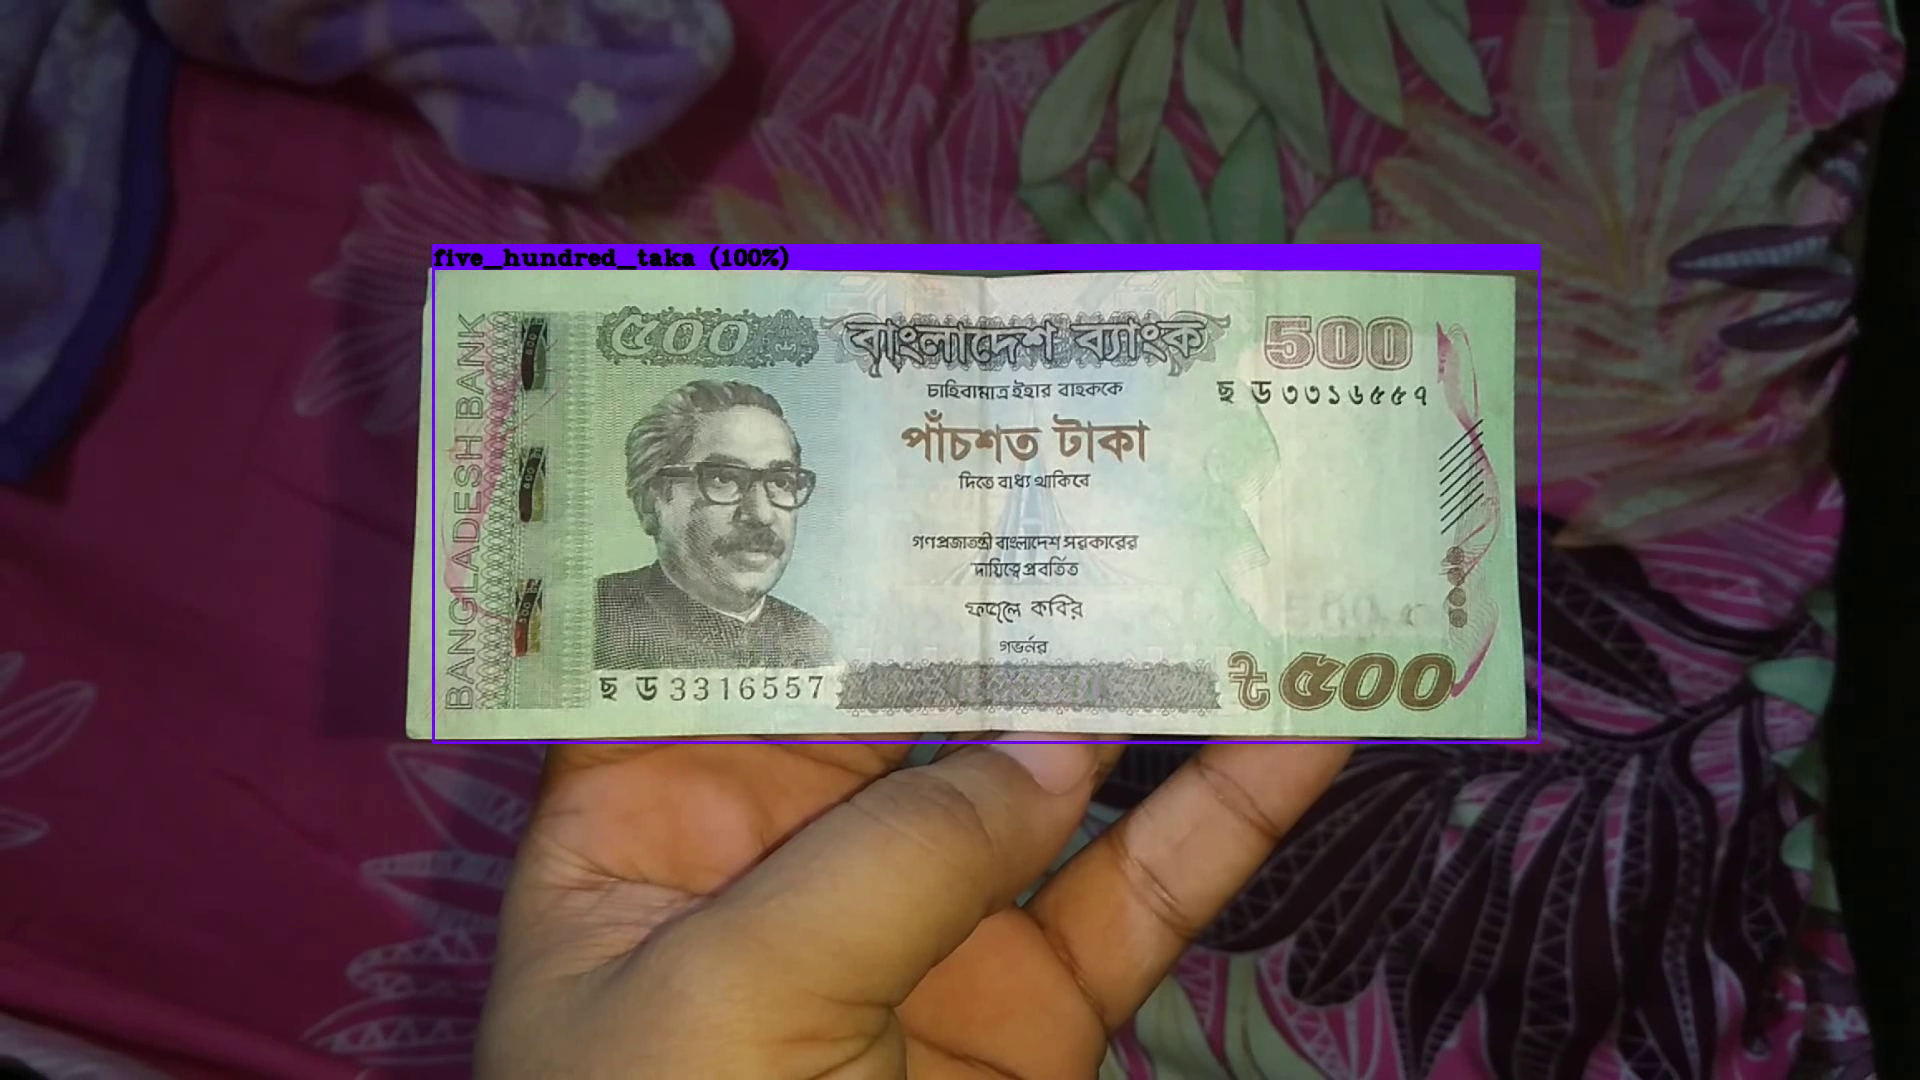 five_hundred_taka (100%)
BANGLADESH BANK
৫০০
বাংলাদেশ ব্যাংক
500
চাহিবামাত্র ইহার বাহককে
ছ ড ৩৩১৬৫৫৭
পাঁচশত টাকা
দিতে বাধ্য থাকিবে
গণপ্রজাতন্ত্রী বাংলাদেশ সরকারের
দায়িত্বে প্রবর্তিত
ফজলে কবির
গভর্নর
ছ ড 3316557
৳৫০০